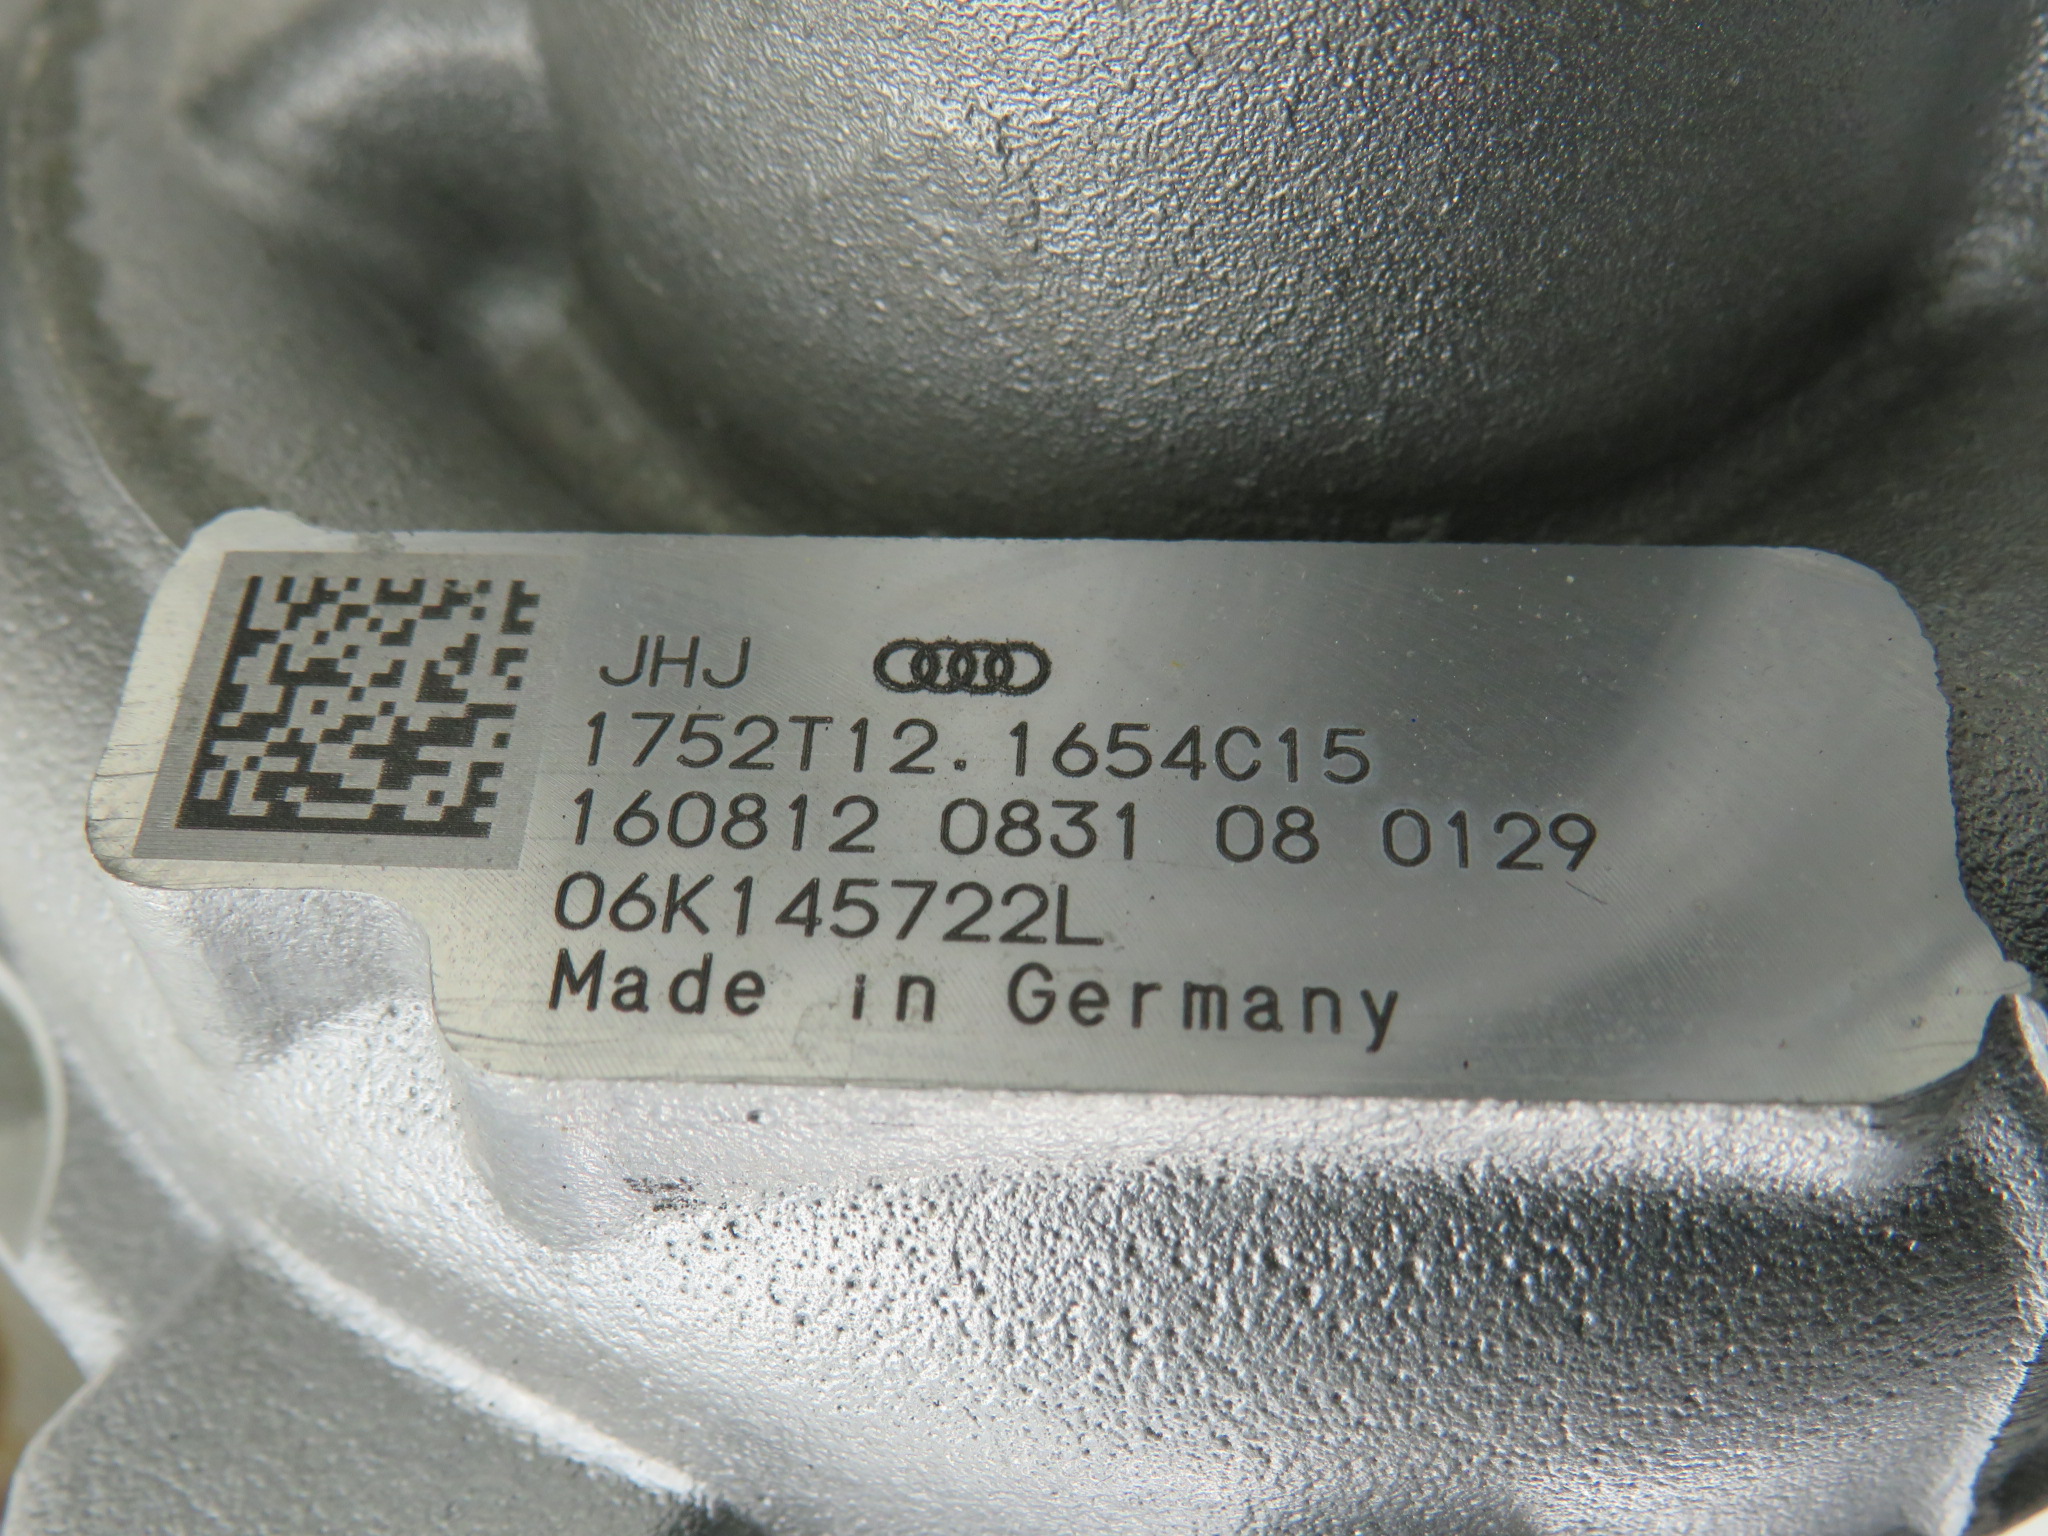 JHJ
1752T12.1654C15
160812 0831 08 0129
06K145722L
Made in Germany